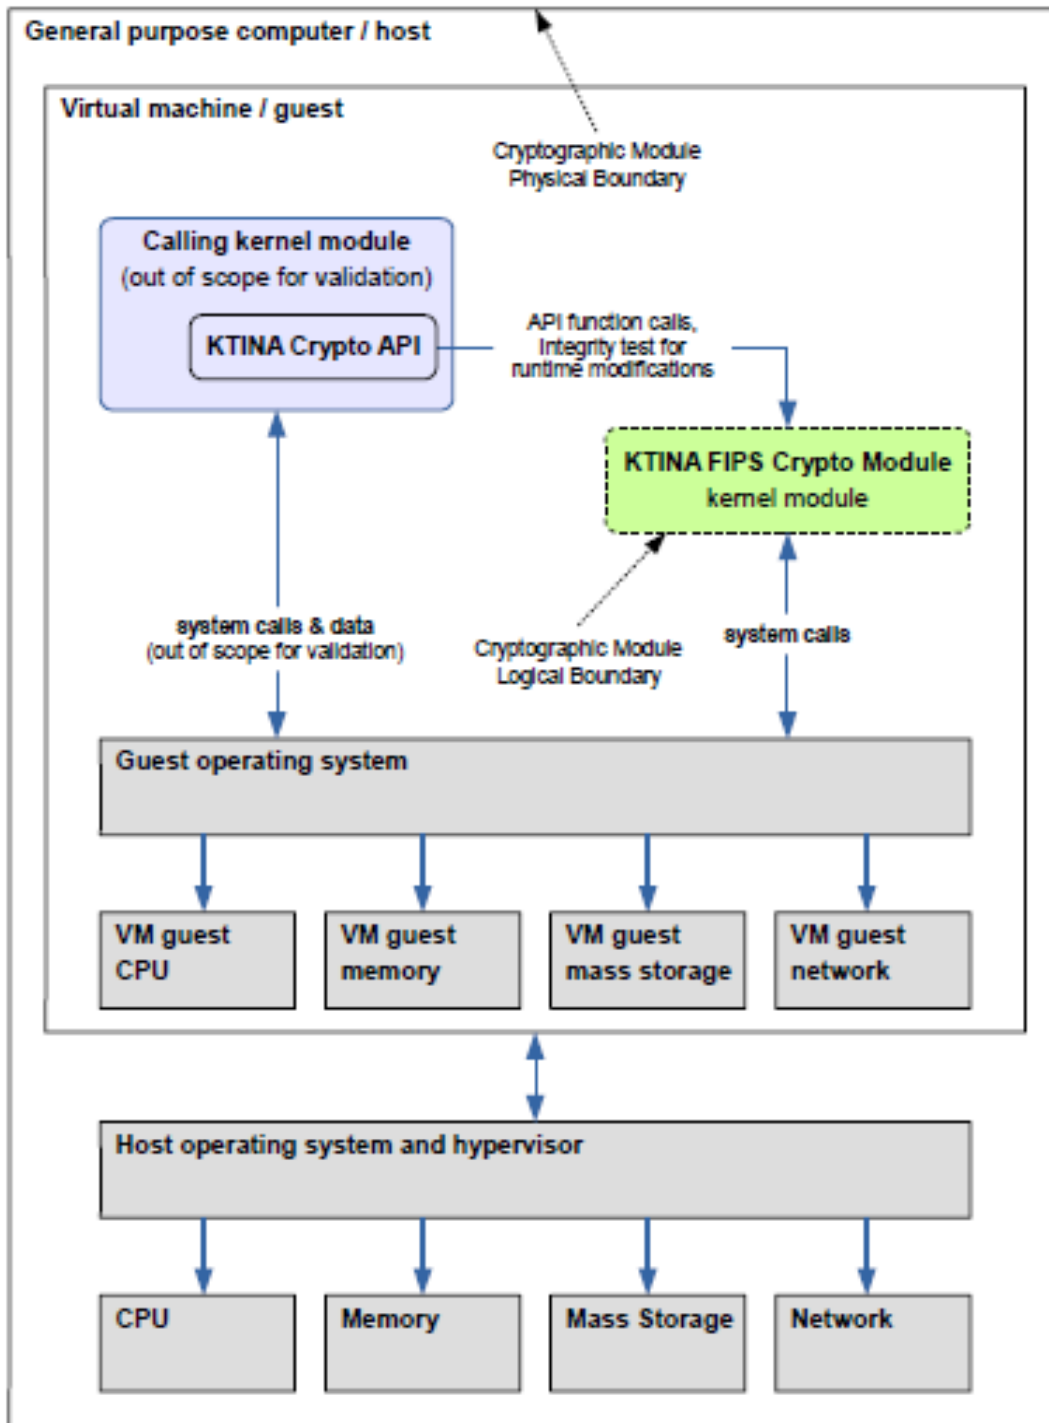 General purpose computer / host
Virtual machine / guest
Cryptographic Module
Physical Boundary
Calling kernel module
(out of scope for validation)
KTINA Crypto API
API function calls,
Integrity test for
runtime modifications
KTINA FIPS Crypto Module
kernel module
system calls & data
(out of scope for validation)
Cryptographic Module
Logical Boundary
system calls
Guest operating system
VM guest
CPU
VM guest
memory
VM guest
mass storage
VM guest
network
Host operating system and hypervisor
CPU
Memory
Mass Storage
Network